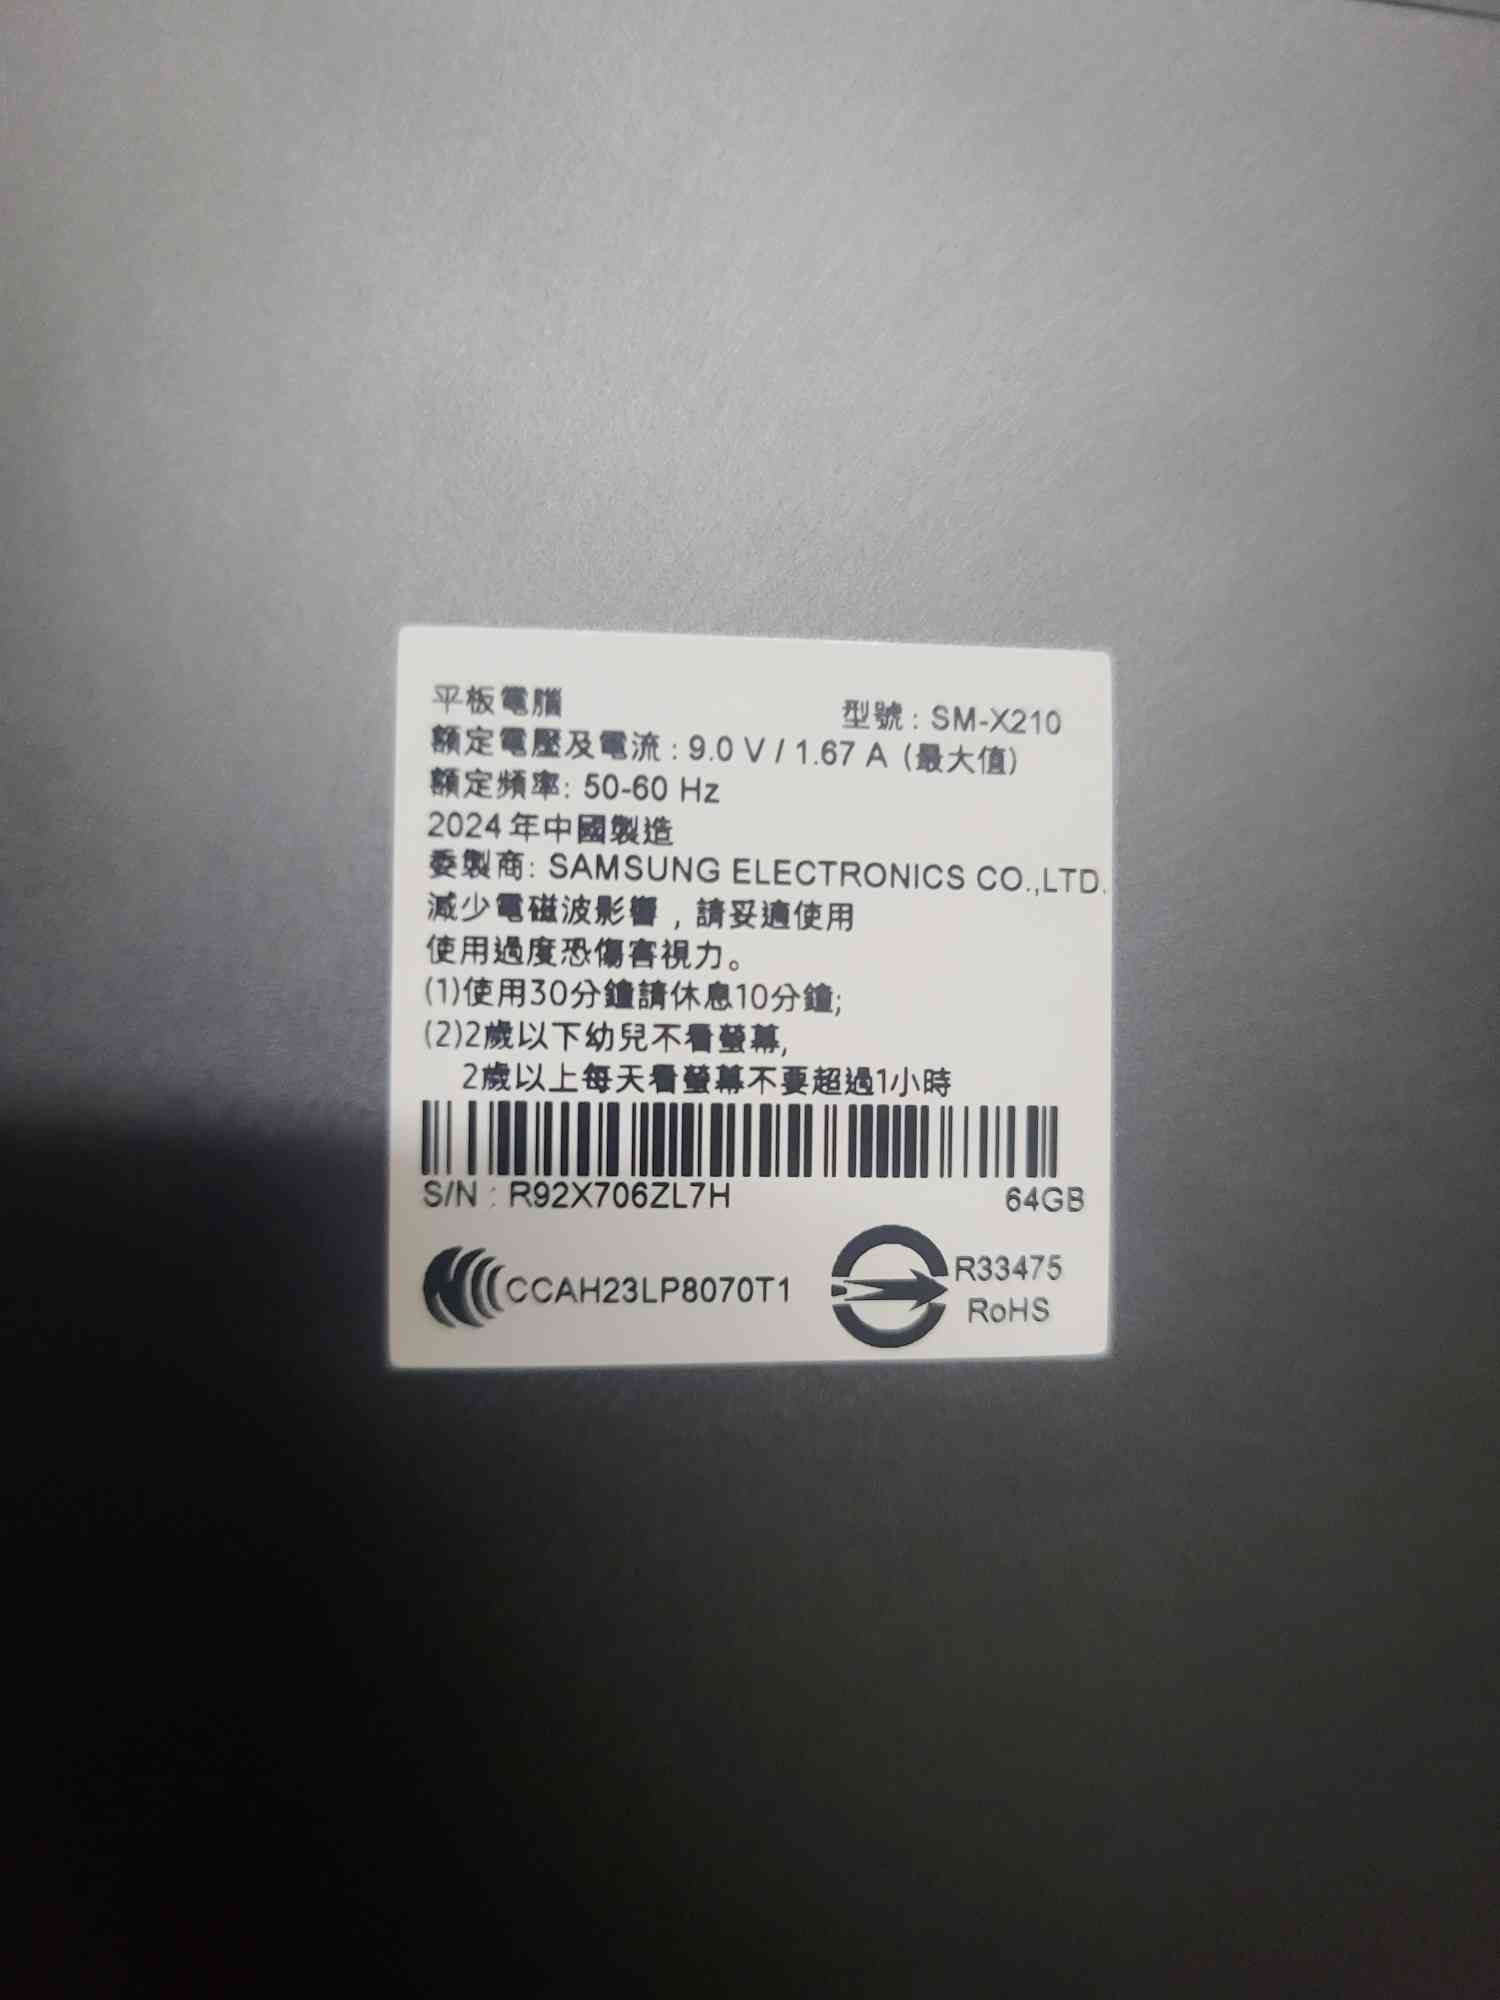 平板電腦 型號 : SM-X210
額定電壓及電流 : 9.0 V / 1.67 A (最大值)
額定頻率: 50-60 Hz
2024年中國製造
委製商: SAMSUNG ELECTRONICS CO.,LTD.
減少電磁波影響，請妥適使用
使用過度恐傷害視力。
(1)使用30分鐘請休息10分鐘;
(2)2歲以下幼兒不看螢幕,
2歲以上每天看螢幕不要超過1小時
S/N : R92X706ZL7H 64GB
CCAH23LP8070T1 R33475
RoHS